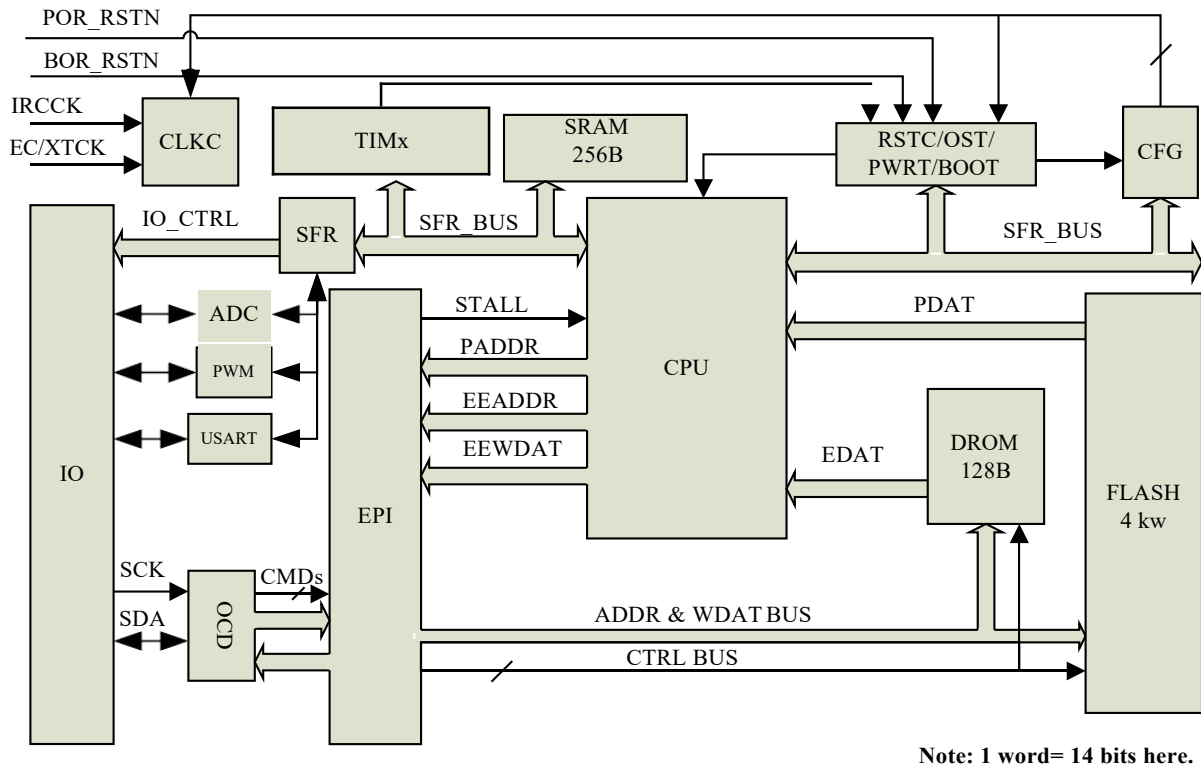 POR_RSTN
BOR_RSTN
IRCCK
EC/XTCK
CLKC
TIMx
SRAM
256B
RSTC/OST/
PWRT/BOOT
CFG
IO_CTRL
SFR
SFR_BUS
SFR_BUS
ADC
PWM
USART
STALL
PADDR
EEADDR
EEWDAT
CPU
PDAT
EDAT
DROM
128B
FLASH
4 kw
IO
EPI
SCK
SDA
OCD
CMDs
ADDR & WDAT BUS
CTRL BUS
Note: 1 word= 14 bits here.